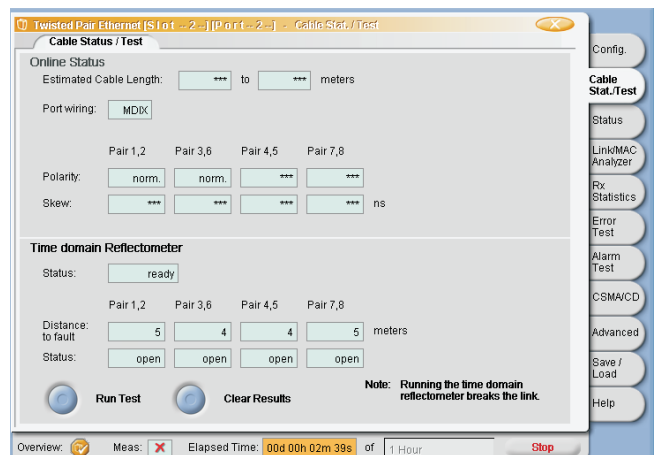 Twisted Pair Ethernet [Slot -- 2 --] [Port -- 2 --] - Cable Stat. / Test
Cable Status / Test
Online Status
Estimated Cable Length: *** to *** meters
Port wiring: MDIX
Pair 1,2 Pair 3,6 Pair 4,5 Pair 7,8
Polarity: norm. norm. *** ***
Skew: *** *** *** *** ns
Time domain Reflectometer
Status: ready
Pair 1,2 Pair 3,6 Pair 4,5 Pair 7,8
Distance: to fault 5 4 4 5 meters
Status: open open open open
Run Test Clear Results
Note: Running the time domain
reflectometer breaks the link.
Overview: Meas: X Elapsed Time: 00d 00h 02m 39s of 1 Hour Stop
Config.
Cable
Stat./Test
Status
Link/MAC
Analyzer
Rx
Statistics
Error
Test
Alarm
Test
CSMA/CD
Advanced
Save /
Load
Help